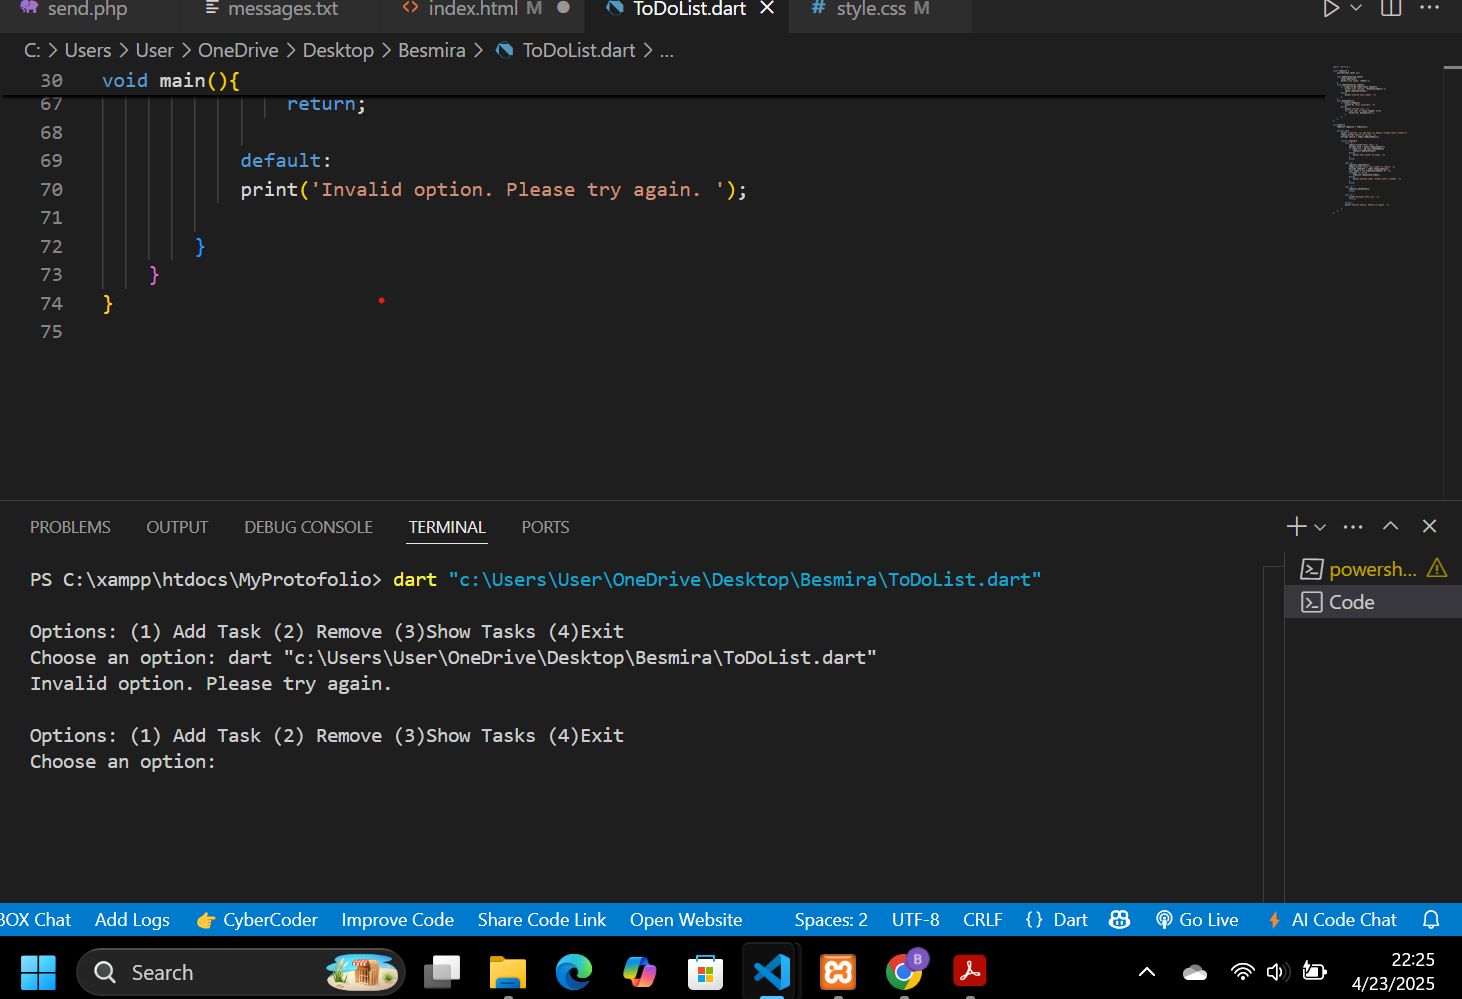 send.php messages.txt index.html M ToDoList.dart style.css M
C: > Users > User > OneDrive > Desktop > Besmira > ToDoList.dart > ...
30 void main(){
67 return;
68
69 default:
70 print('Invalid option. Please try again. ');
71
72 }
73 }
74 }
75
PROBLEMS OUTPUT DEBUG CONSOLE TERMINAL PORTS
PS C:\xampp\htdocs\MyProtofolio> dart "c:\Users\User\OneDrive\Desktop\Besmira\ToDoList.dart"
powersh...
Code
Options: (1) Add Task (2) Remove (3)Show Tasks (4)Exit
Choose an option: dart "c:\Users\User\OneDrive\Desktop\Besmira\ToDoList.dart"
Invalid option. Please try again.
Options: (1) Add Task (2) Remove (3)Show Tasks (4)Exit
Choose an option:
BOX Chat Add Logs CyberCoder Improve Code Share Code Link Open Website Spaces: 2 UTF-8 CRLF {} Dart Go Live AI Code Chat
Search
B
22:25
4/23/2025